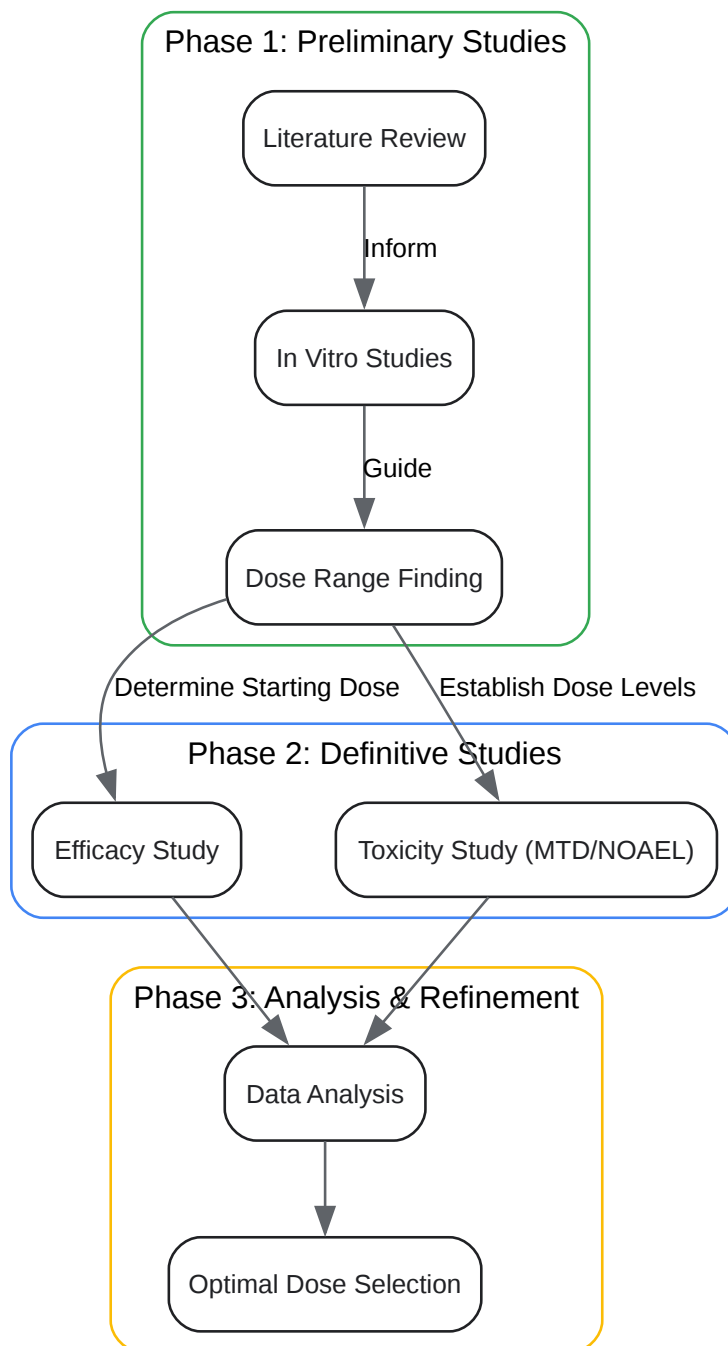 Phase 1: Preliminary Studies
Literature Review
Inform
In Vitro Studies
Guide
Dose Range Finding
Determine Starting Dose
Establish Dose Levels
Phase 2: Definitive Studies
Efficacy Study
Toxicity Study (MTD/NOAEL)
Phase 3: Analysis & Refinement
Data Analysis
Optimal Dose Selection